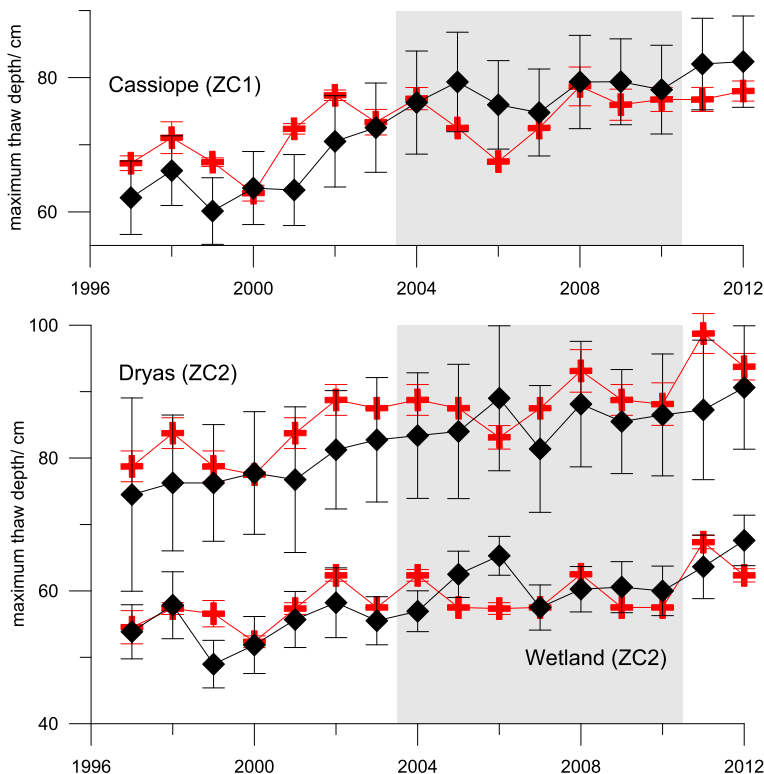 maximum thaw depth/ cm
80
60
Cassiope (ZC1)
1996 2000 2004 2008 2012
maximum thaw depth/ cm
100
80
60
40
Dryas (ZC2)
Wetland (ZC2)
1996 2000 2004 2008 2012